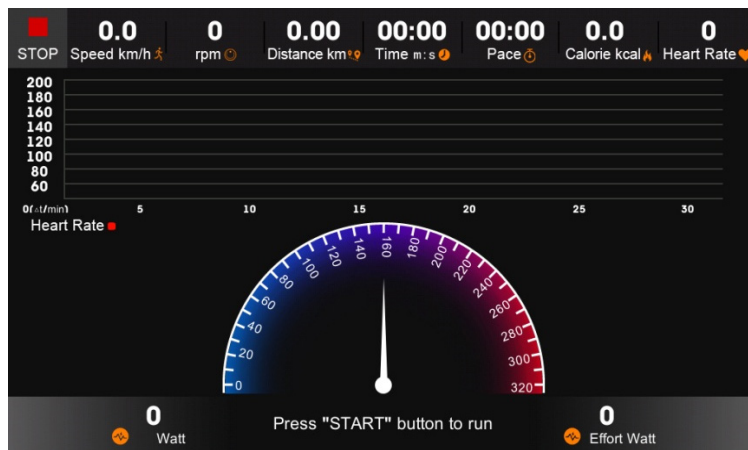 0.0 0 0.00 00:00 00:00 0.0 0
STOP Speed km/h rpm Distance km Time m:s Pace Calorie kcal Heart Rate
200
180
160
140
120
100
80
60
0(△t/min) 5 10 15 20 25 30
Heart Rate
0 20 40 60 80 100 120 140 160 180 200 220 240 260 280 300 320
0 0
Press "START" button to run
Watt Effort Watt